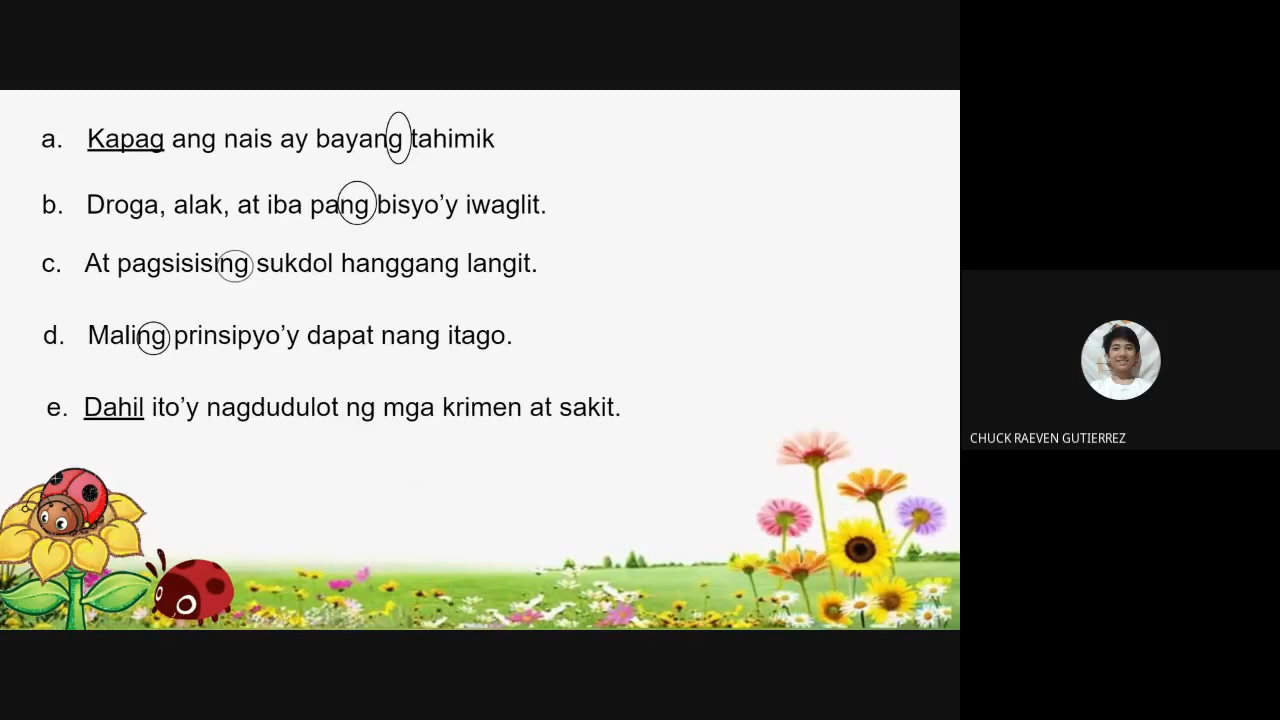 a. Kapag ang nais ay bayang tahimik
b. Droga, alak, at iba pang bisyo’y iwaglit.
c. At pagsisising sukdol hanggang langit.
d. Maling prinsipyo’y dapat nang itago.
e. Dahil ito’y nagdudulot ng mga krimen at sakit.
CHUCK RAEVEN GUTIERREZ